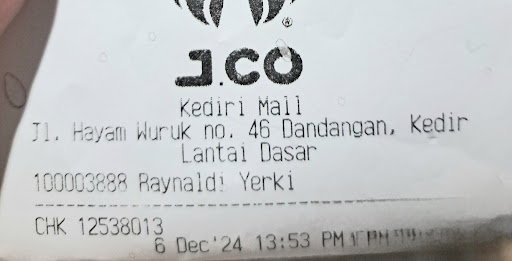 J.CO
Kediri Mall
Jl. Hayam Wuruk no. 46 Dandangan, Kedir
Lantai Dasar
100003888 Raynaldi Yerki
CHK 12538013
6 Dec'24 13:53 PM